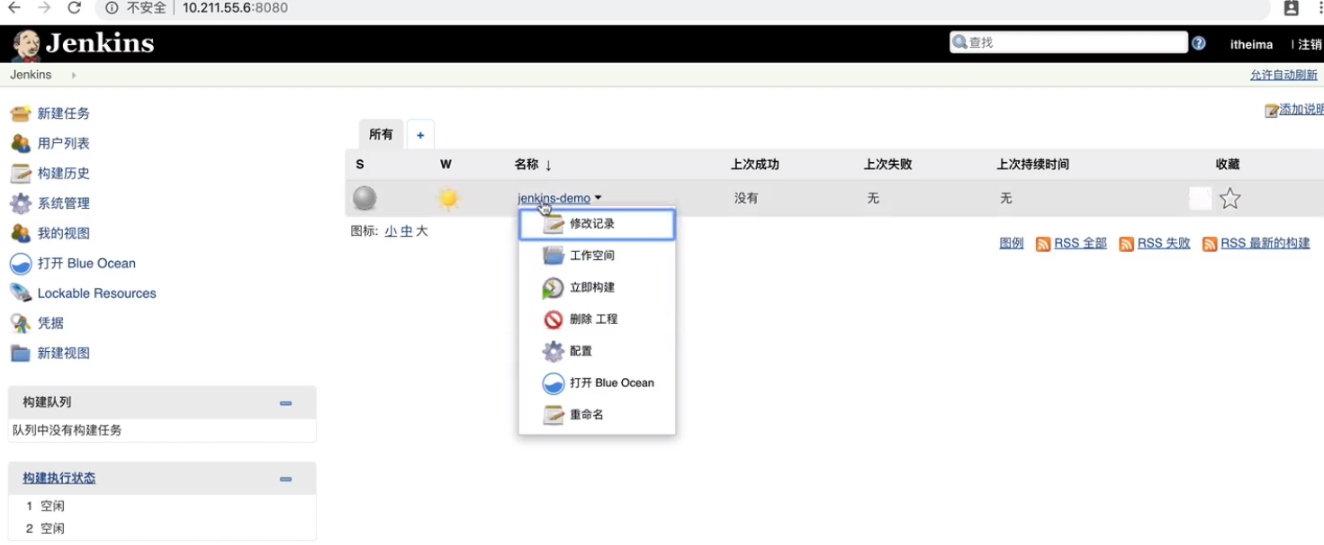 不安全 | 10.211.55.6:8080
Jenkins
查找
itheima | 注销
Jenkins
允许自动刷新
新建任务
用户列表
构建历史
系统管理
我的视图
打开 Blue Ocean
Lockable Resources
凭据
新建视图
构建队列
队列中没有构建任务
构建执行状态
1 空闲
2 空闲
添加说明
所有 +
S W 名称 ↓ 上次成功 上次失败 上次持续时间 收藏
jenkins-demo 没有 无 无
图标: 小 中 大
修改记录
工作空间
立即构建
删除 工程
配置
打开 Blue Ocean
重命名
图例 RSS 全部 RSS 失败 RSS 最新的构建